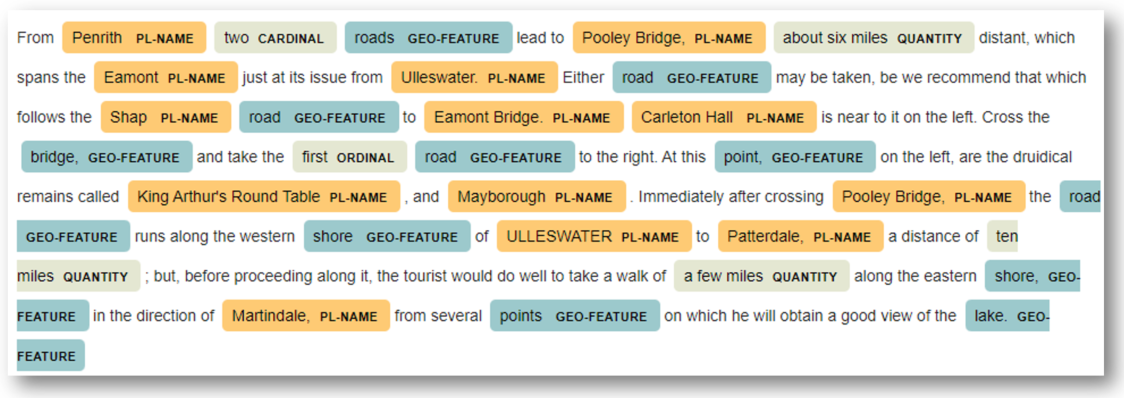 From Penrith PL-NAME two CARDINAL roads GEO-FEATURE lead to Pooley Bridge, PL-NAME about six miles QUANTITY distant, which
spans the Eamont PL-NAME just at its issue from Ulleswater. PL-NAME Either road GEO-FEATURE may be taken, be we recommend that which
follows the Shap PL-NAME road GEO-FEATURE to Eamont Bridge. PL-NAME Carleton Hall PL-NAME is near to it on the left. Cross the
bridge, GEO-FEATURE and take the first ORDINAL road GEO-FEATURE to the right. At this point, GEO-FEATURE on the left, are the druidical
remains called King Arthur's Round Table PL-NAME , and Mayborough PL-NAME . Immediately after crossing Pooley Bridge, PL-NAME the road
GEO-FEATURE runs along the western shore GEO-FEATURE of ULLESWATER PL-NAME to Patterdale, PL-NAME a distance of ten
miles QUANTITY ; but, before proceeding along it, the tourist would do well to take a walk of a few miles QUANTITY along the eastern shore, GEO-
FEATURE in the direction of Martindale, PL-NAME from several points GEO-FEATURE on which he will obtain a good view of the lake. GEO-
FEATURE